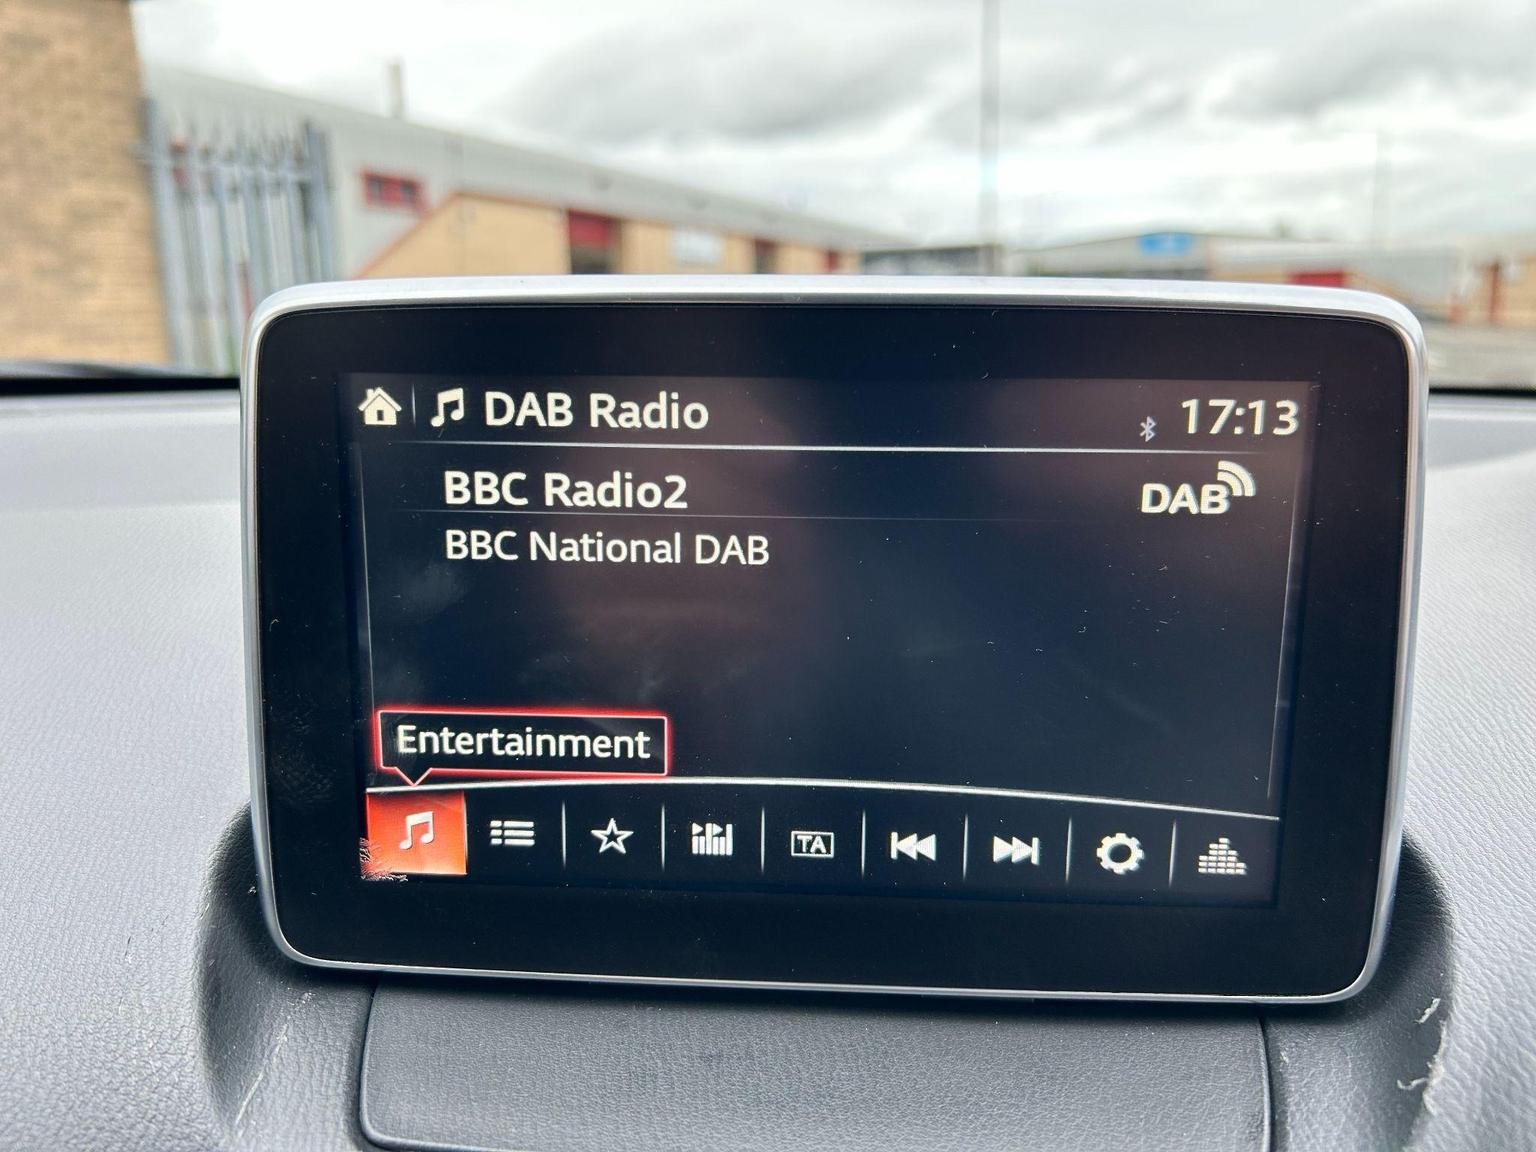 DAB Radio
17:13
BBC Radio2
DAB
BBC National DAB
Entertainment
TA